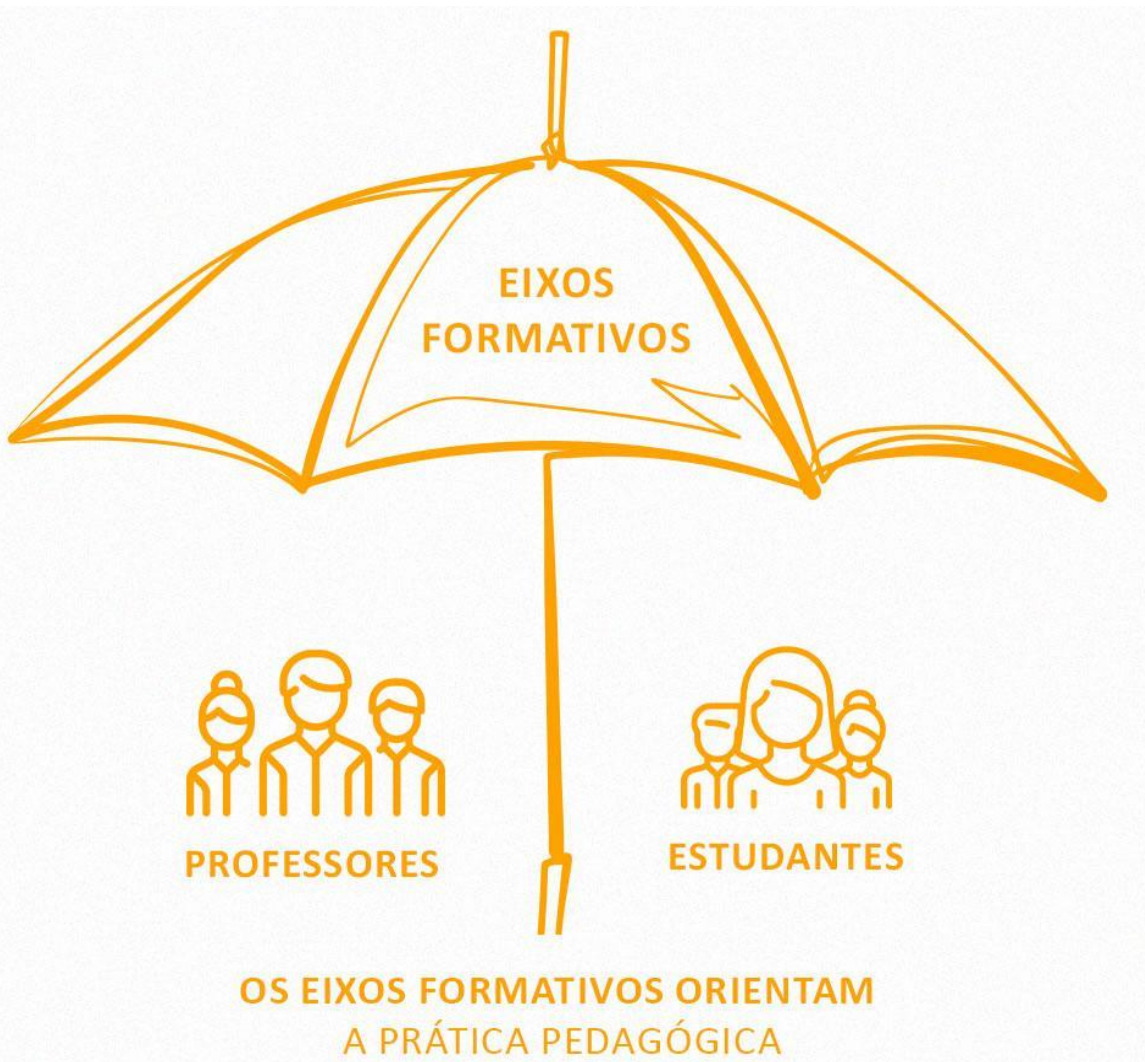 EIXOS
FORMATIVOS
PROFESSORES
ESTUDANTES
OS EIXOS FORMATIVOS ORIENTAM
A PRÁTICA PEDAGÓGICA